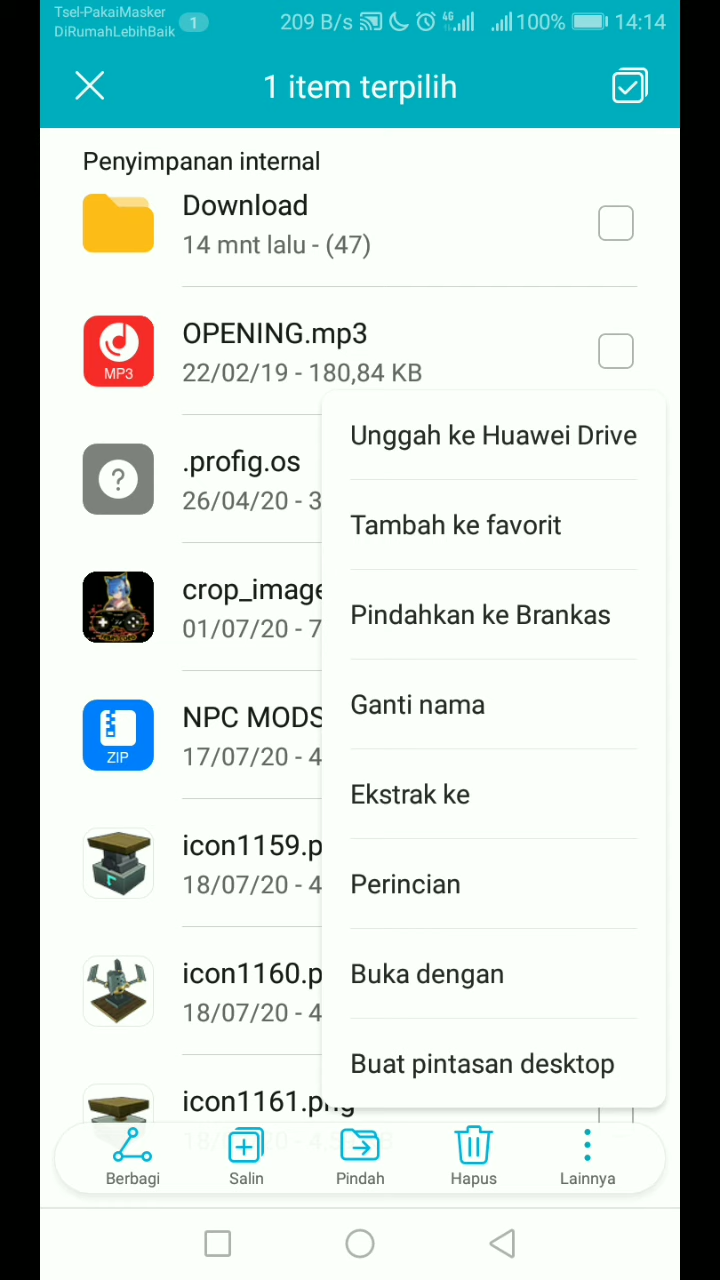 Tsel-PakaiMasker
DiRumahLebihBaik
1
209 B/s
4G
100%
14:14
1 item terpilih
Penyimpanan internal
Download
14 mnt lalu - (47)
OPENING.mp3
MP3
22/02/19 - 180,84 KB
.profig.os
26/04/20 - 3
crop_image
01/07/20 - 7
NPC MODS
ZIP
17/07/20 - 4
icon1159.p
18/07/20 - 4
icon1160.p
18/07/20 - 4
icon1161.png
Unggah ke Huawei Drive
Tambah ke favorit
Pindahkan ke Brankas
Ganti nama
Ekstrak ke
Perincian
Buka dengan
Buat pintasan desktop
Berbagi
Salin
Pindah
Hapus
Lainnya